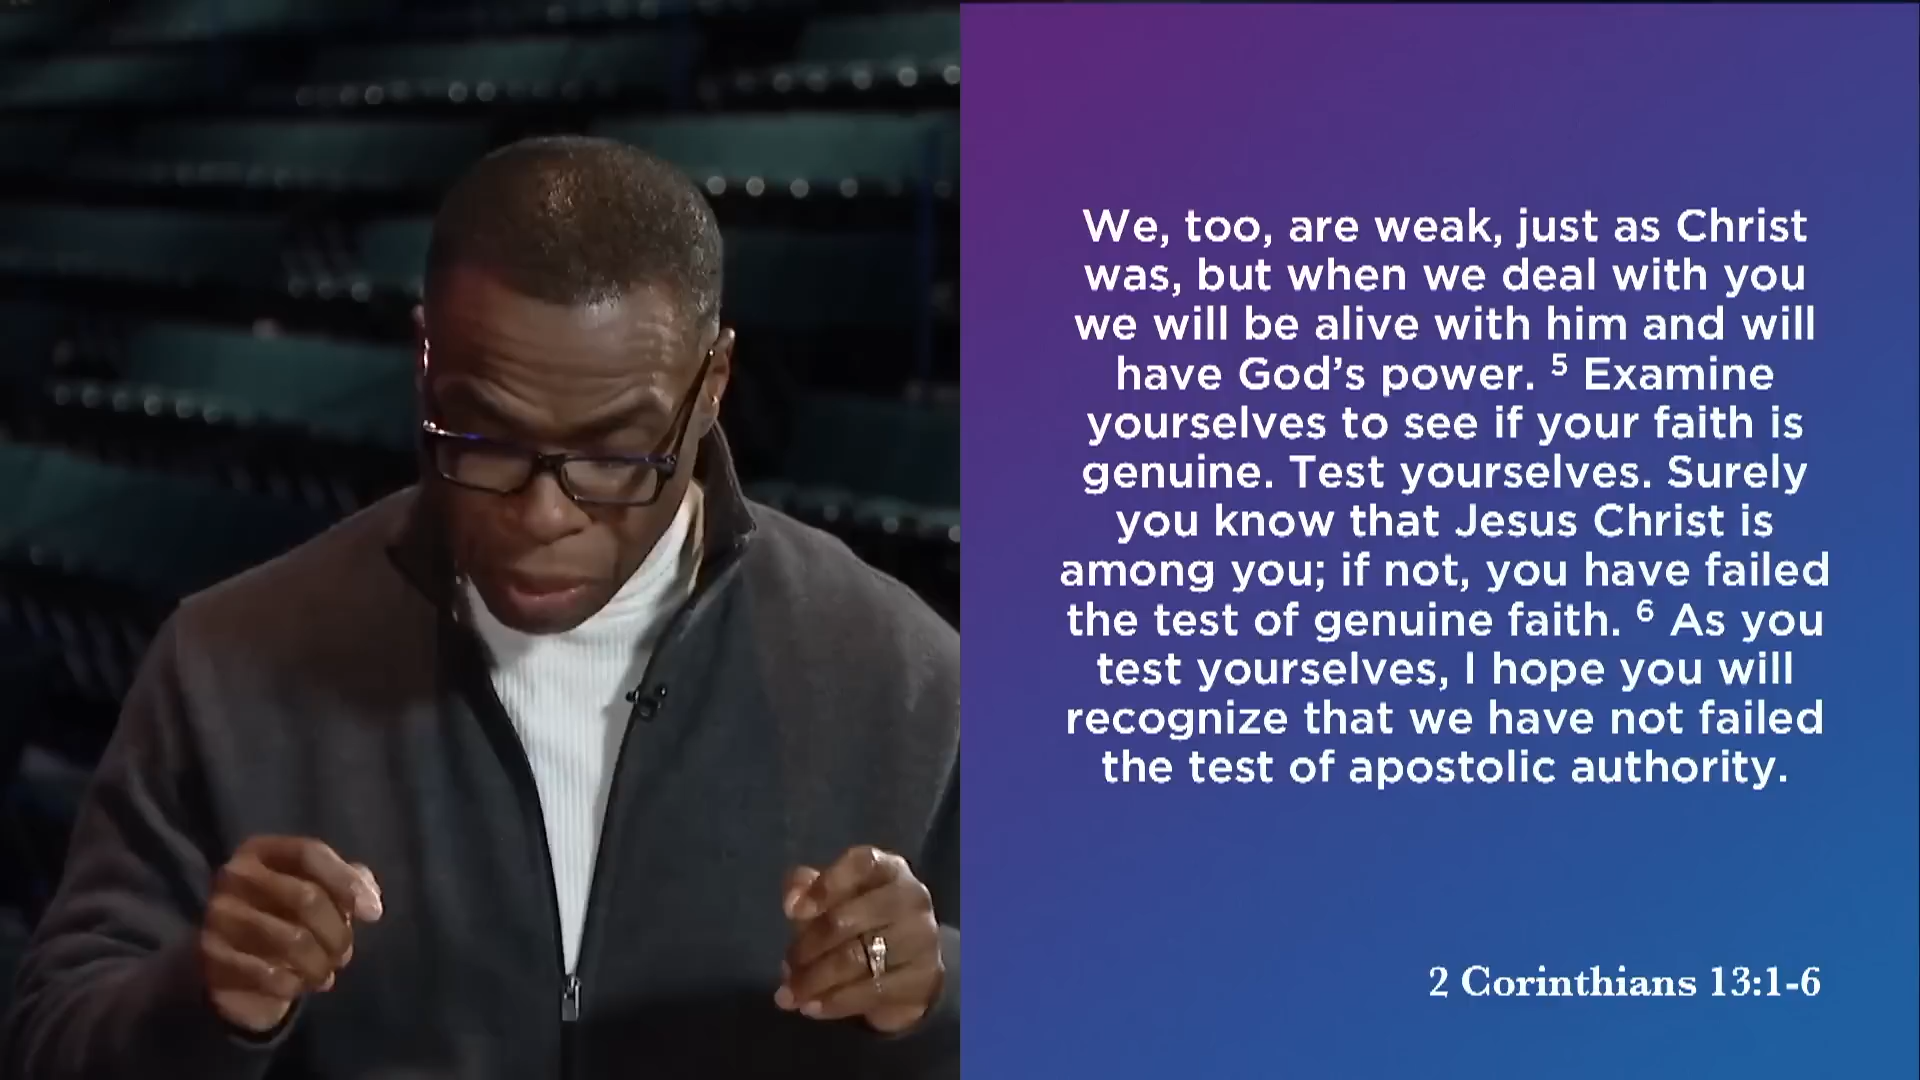 We, too, are weak, just as Christ
was, but when we deal with you
we will be alive with him and will
have God’s power. ⁵ Examine
yourselves to see if your faith is
genuine. Test yourselves. Surely
you know that Jesus Christ is
among you; if not, you have failed
the test of genuine faith. ⁶ As you
test yourselves, I hope you will
recognize that we have not failed
the test of apostolic authority.
2 Corinthians 13:1-6